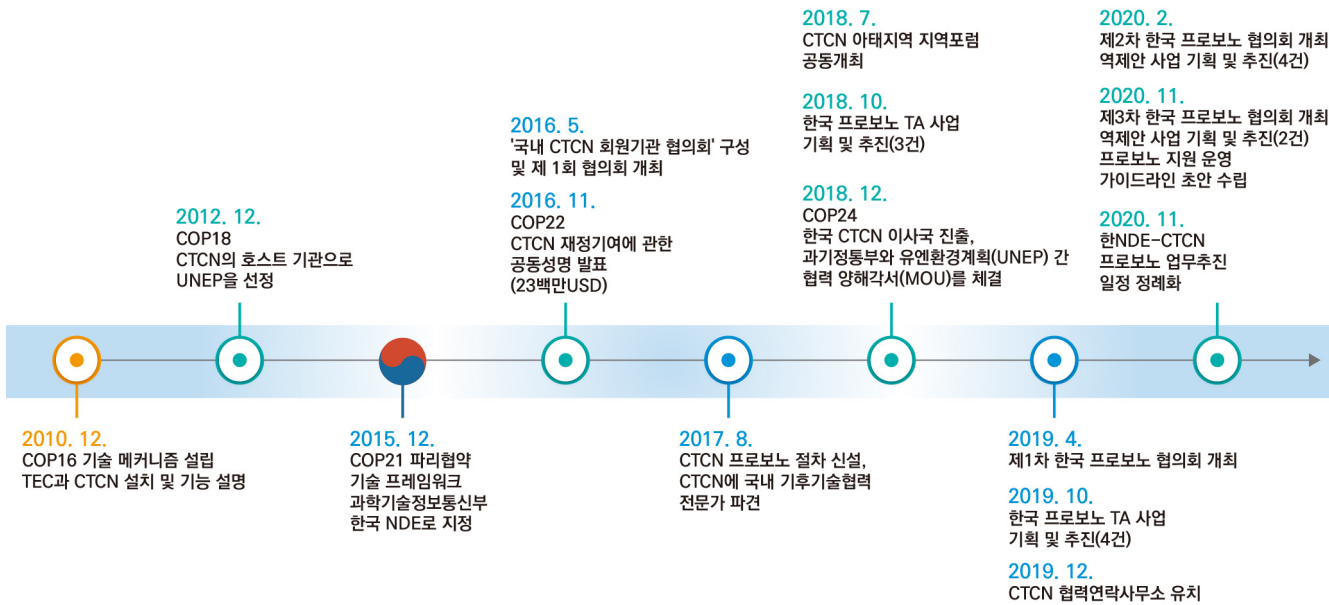 2010. 12.
COP16 기술 메커니즘 설립
TEC과 CTCN 설치 및 기능 설명
2012. 12.
COP18
CTCN의 호스트 기관으로
UNEP을 선정
2015. 12.
COP21 파리협약
기술 프레임워크
과학기술정보통신부
한국 NDE로 지정
2016. 5.
'국내 CTCN 회원기관 협의회' 구성
및 제 1회 협의회 개최
2016. 11.
COP22
CTCN 재정기여에 관한
공동성명 발표
(23백만USD)
2017. 8.
CTCN 프로보노 절차 신설,
CTCN에 국내 기후기술협력
전문가 파견
2018. 7.
CTCN 아태지역 지역포럼
공동개최
2018. 10.
한국 프로보노 TA 사업
기획 및 추진(3건)
2018. 12.
COP24
한국 CTCN 이사국 진출,
과기정통부와 유엔환경계획(UNEP) 간
협력 양해각서(MOU)를 체결
2019. 4.
제1차 한국 프로보노 협의회 개최
2019. 10.
한국 프로보노 TA 사업
기획 및 추진(4건)
2019. 12.
CTCN 협력연락사무소 유치
2020. 2.
제2차 한국 프로보노 협의회 개최
역제안 사업 기획 및 추진(4건)
2020. 11.
제3차 한국 프로보노 협의회 개최
역제안 사업 기획 및 추진(2건)
프로보노 지원 운영
가이드라인 초안 수립
2020. 11.
한NDE-CTCN
프로보노 업무추진
일정 정례화